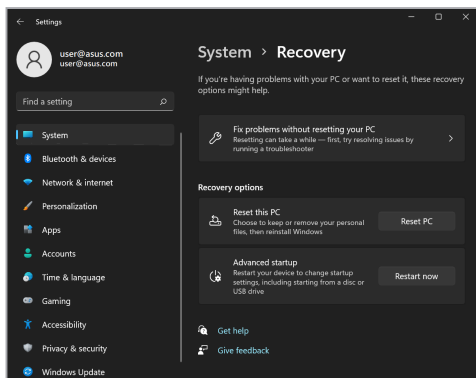 Settings
user@asus.com
user@asus.com
Find a setting
System
Bluetooth & devices
Network & internet
Personalization
Apps
Accounts
Time & language
Gaming
Accessibility
Privacy & security
Windows Update
System > Recovery
If you're having problems with your PC or want to reset it, these recovery
options might help.
Fix problems without resetting your PC
Resetting can take a while — first, try resolving issues by
running a troubleshooter
Recovery options
Reset this PC
Choose to keep or remove your personal
files, then reinstall Windows
Reset PC
Advanced startup
Restart your device to change startup
settings, including starting from a disc or
USB drive
Restart now
Get help
Give feedback